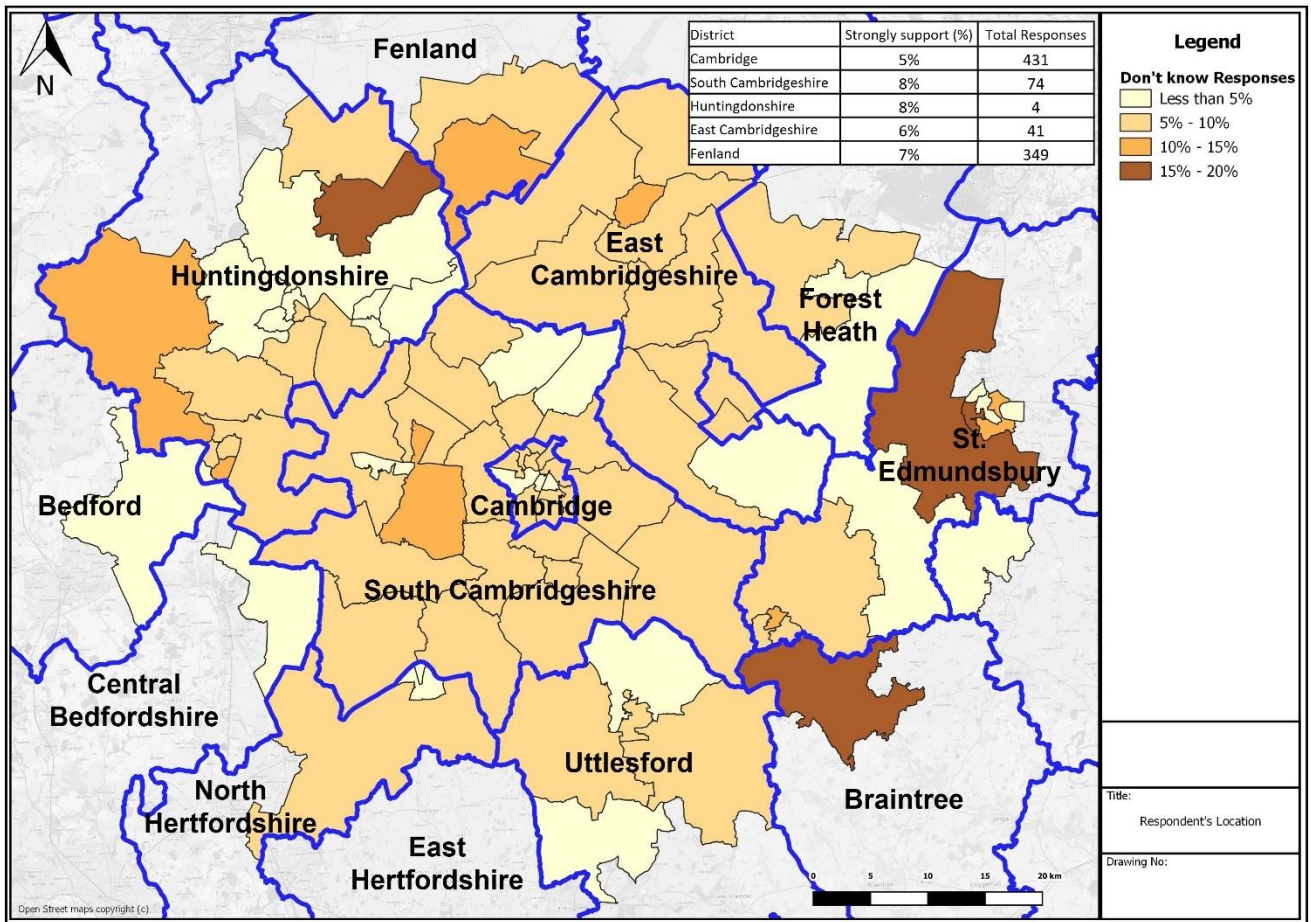 Fenland
N
District Strongly support (%) Total Responses
Cambridge 5% 431
South Cambridgeshire 8% 74
Huntingdonshire 8% 4
East Cambridgeshire 6% 41
Fenland 7% 349
Legend
Don't know Responses
Less than 5%
5% - 10%
10% - 15%
15% - 20%
Huntingdonshire
East
Cambridgeshire
Forest
Heath
St.
Edmundsbury
Bedford
Cambridge
South Cambridgeshire
Central
Bedfordshire
Uttlesford
North
Hertfordshire
Braintree
East
Hertfordshire
0 5 10 15 20 km
Open Street maps copyright (c)
Title:
Respondent's Location
Drawing No: